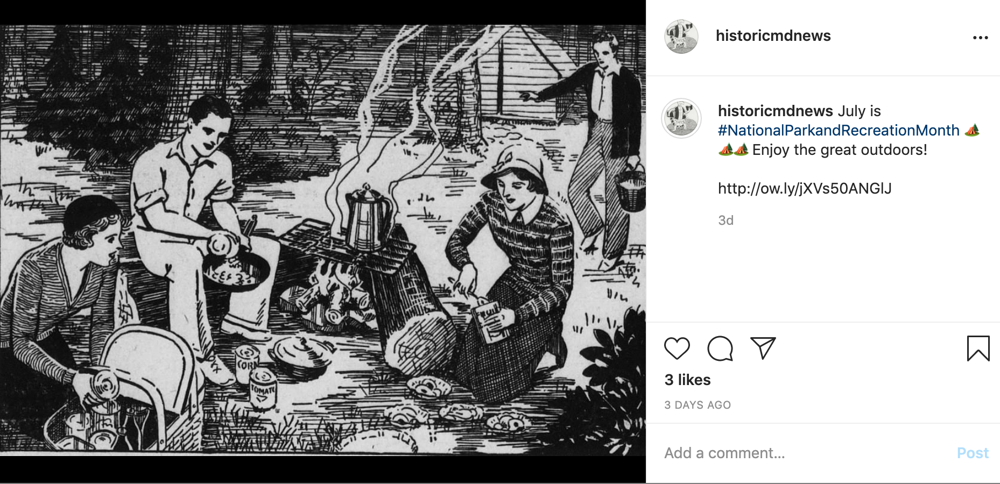 historicmdnews
historicmdnews July is
#NationalParkandRecreationMonth 🏕
🏕🏕 Enjoy the great outdoors!
http://ow.ly/jXVs50ANGlJ
3d
FRUIT
CORN
TOMATO
3 likes
3 DAYS AGO
Add a comment...
Post